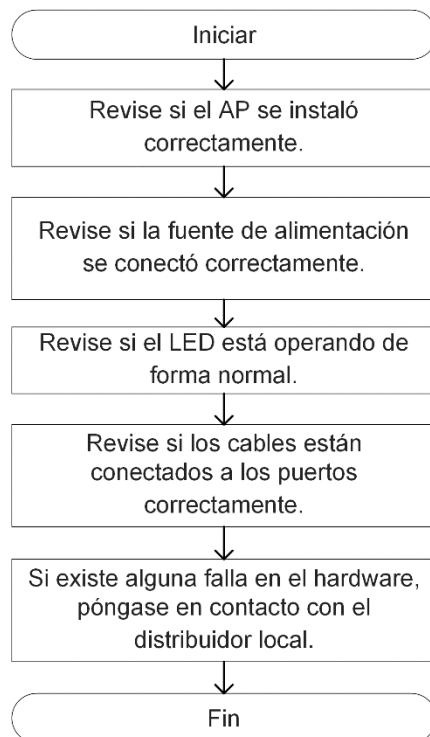 Iniciar
Revise si el AP se instaló
correctamente.
Revise si la fuente de alimentación
se conectó correctamente.
Revise si el LED está operando de
forma normal.
Revise si los cables están
conectados a los puertos
correctamente.
Si existe alguna falla en el hardware,
póngase en contacto con el
distribuidor local.
Fin